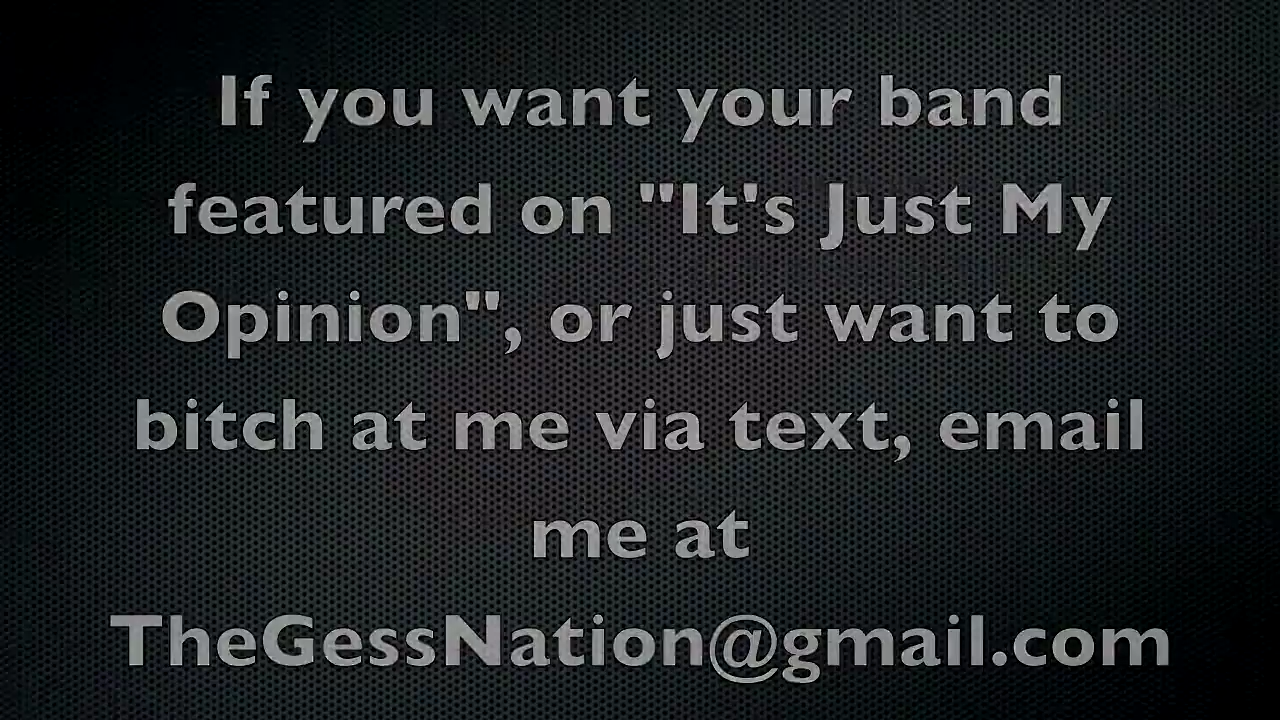 If you want your band
featured on "It's Just My
Opinion", or just want to
bitch at me via text, email
me at
TheGessNation@gmail.com